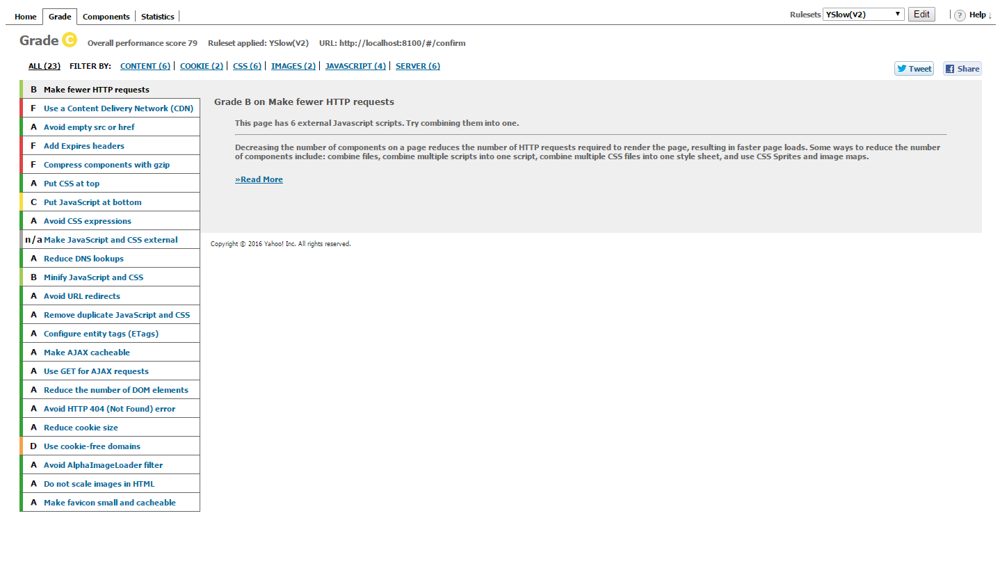 Home Grade Components Statistics Rulesets YSlow(V2) ▼ Edit ? Help ↓
Grade C Overall performance score 79 Ruleset applied: YSlow(V2) URL: http://localhost:8100/#/confirm
ALL (23) FILTER BY: CONTENT (6) COOKIE (2) CSS (6) IMAGES (2) JAVASCRIPT (4) SERVER (6) Tweet Share
B Make fewer HTTP requests
F Use a Content Delivery Network (CDN)
A Avoid empty src or href
F Add Expires headers
F Compress components with gzip
A Put CSS at top
C Put JavaScript at bottom
A Avoid CSS expressions
n/a Make JavaScript and CSS external
A Reduce DNS lookups
B Minify JavaScript and CSS
A Avoid URL redirects
A Remove duplicate JavaScript and CSS
A Configure entity tags (ETags)
A Make AJAX cacheable
A Use GET for AJAX requests
A Reduce the number of DOM elements
A Avoid HTTP 404 (Not Found) error
A Reduce cookie size
D Use cookie-free domains
A Avoid AlphaImageLoader filter
A Do not scale images in HTML
A Make favicon small and cacheable
Grade B on Make fewer HTTP requests
This page has 6 external Javascript scripts. Try combining them into one.
Decreasing the number of components on a page reduces the number of HTTP requests required to render the page, resulting in faster page loads. Some ways to reduce the number
of components include: combine files, combine multiple scripts into one script, combine multiple CSS files into one style sheet, and use CSS Sprites and image maps.
»Read More
Copyright © 2016 Yahoo! Inc. All rights reserved.